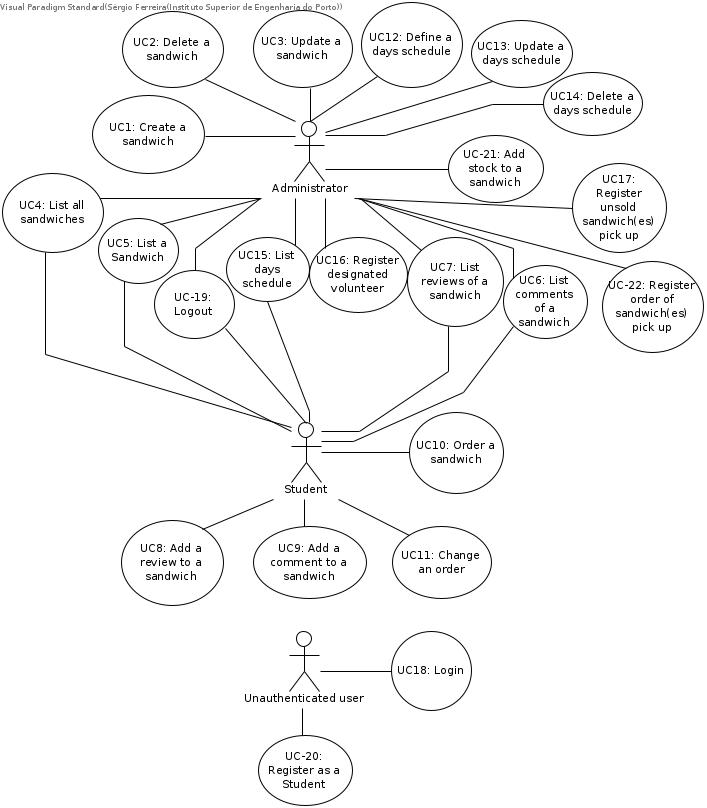 Visual Paradigm Standard(Sérgio Ferreira(Instituto Superior de Engenharia do Porto))
UC2: Delete a
sandwich
UC3: Update a
sandwich
UC12: Define a
days schedule
UC13: Update a
days schedule
UC14: Delete a
days schedule
UC1: Create a
sandwich
UC-21: Add
stock to a
sandwich
Administrator
UC4: List all
sandwiches
UC5: List a
Sandwich
UC17:
Register
unsold
sandwich(es)
pick up
UC-19:
Logout
UC15: List
days
schedule
UC16: Register
designated
volunteer
UC7: List
reviews of a
sandwich
UC6: List
comments
of a
sandwich
UC-22: Register
order of
sandwich(es)
pick up
UC10: Order a
sandwich
Student
UC8: Add a
review to a
sandwich
UC9: Add a
comment to a
sandwich
UC11: Change
an order
UC18: Login
Unauthenticated user
UC-20:
Register as a
Student